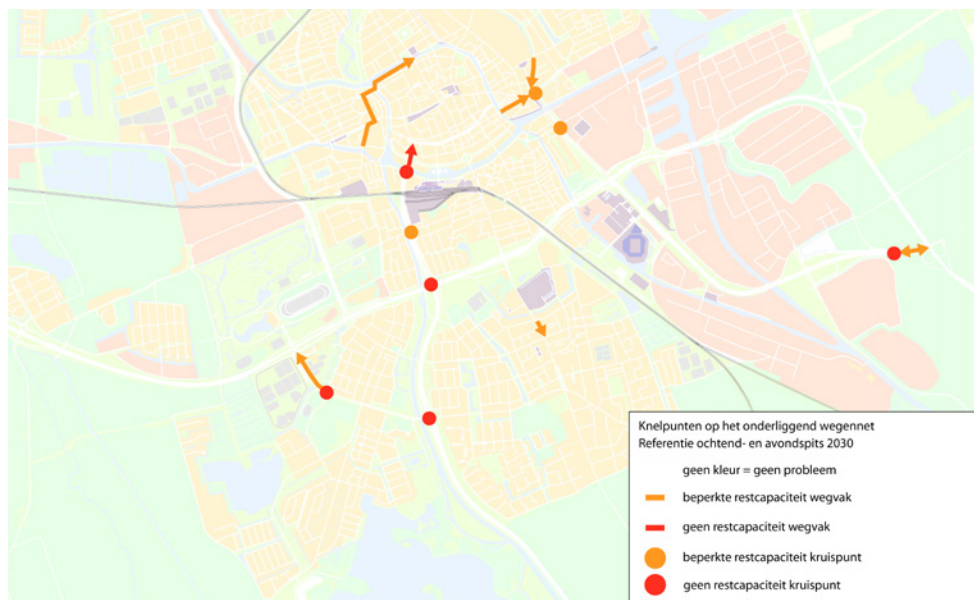 Knelpunten op het onderliggend wegennet
Referentie ochtend- en avondspits 2030
geen kleur = geen probleem
beperkte restcapaciteit wegvak
geen restcapaciteit wegvak
beperkte restcapaciteit kruispunt
geen restcapaciteit kruispunt